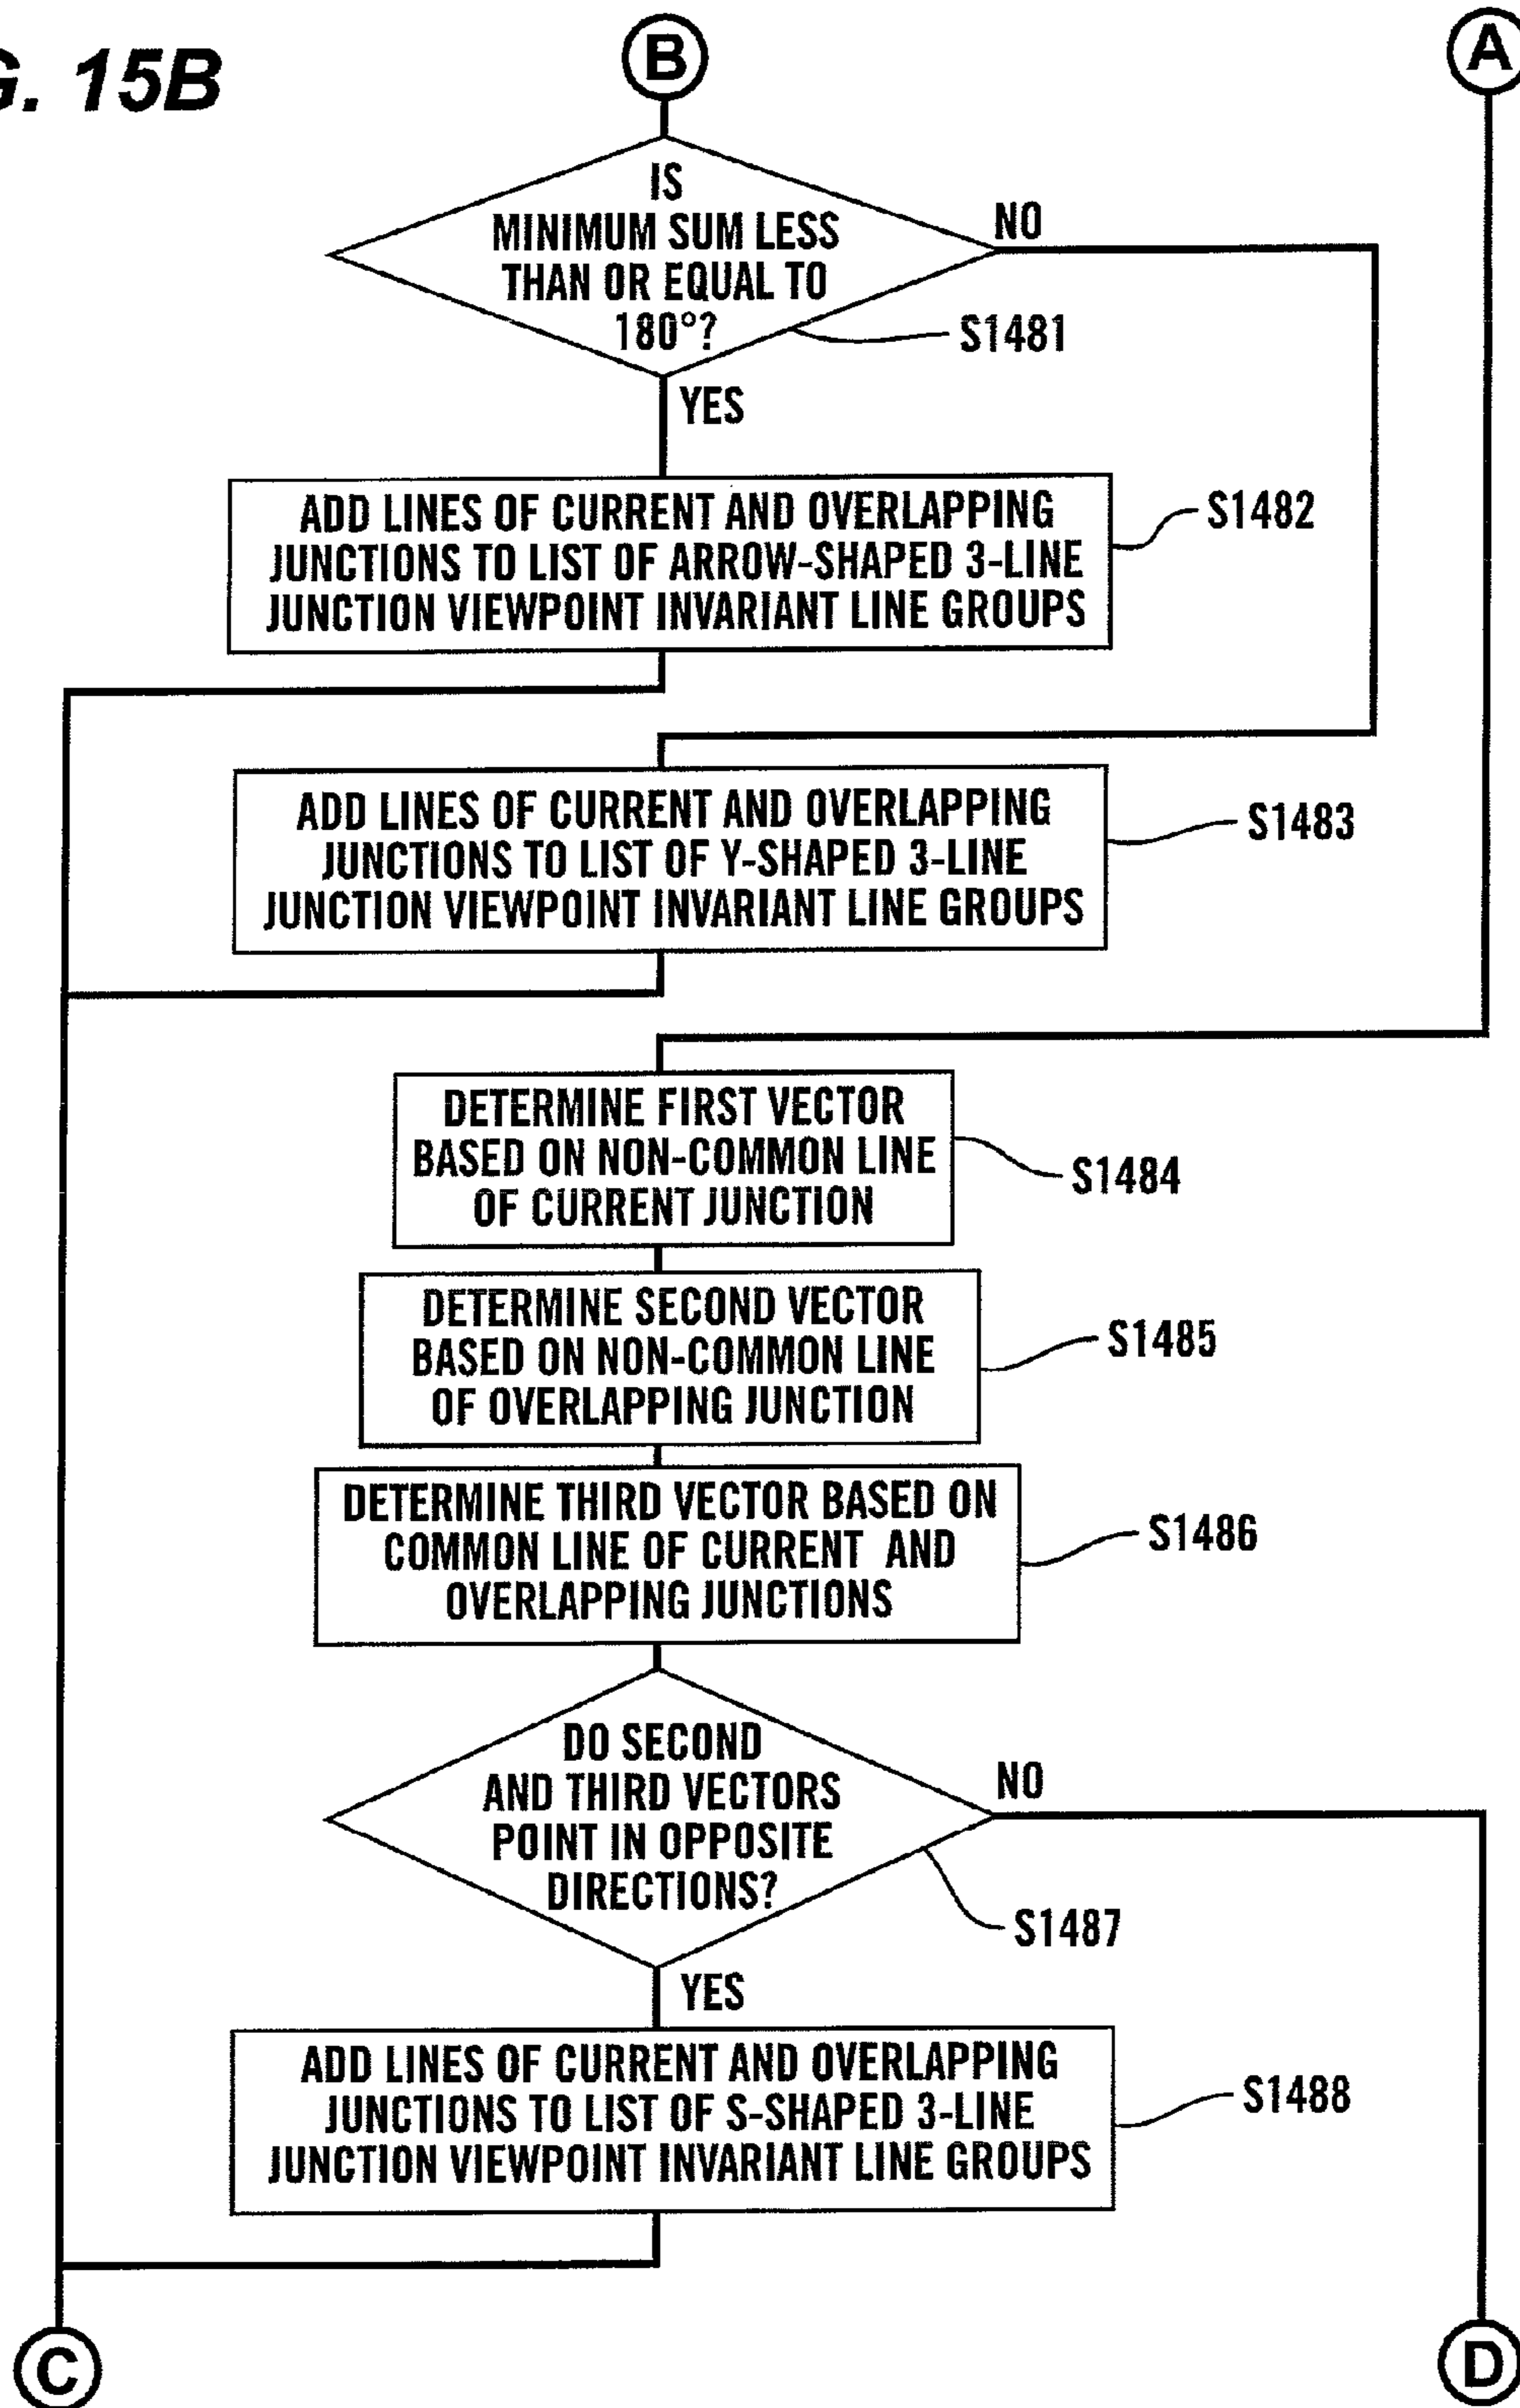 G. 15B
B
A
IS
MINIMUM SUM LESS
THAN OR EQUAL TO
180°?
NO
S1481
YES
ADD LINES OF CURRENT AND OVERLAPPING
JUNCTIONS TO LIST OF ARROW-SHAPED 3-LINE
JUNCTION VIEWPOINT INVARIANT LINE GROUPS
S1482
ADD LINES OF CURRENT AND OVERLAPPING
JUNCTIONS TO LIST OF Y-SHAPED 3-LINE
JUNCTION VIEWPOINT INVARIANT LINE GROUPS
S1483
DETERMINE FIRST VECTOR
BASED ON NON-COMMON LINE
OF CURRENT JUNCTION
S1484
DETERMINE SECOND VECTOR
BASED ON NON-COMMON LINE
OF OVERLAPPING JUNCTION
S1485
DETERMINE THIRD VECTOR BASED ON
COMMON LINE OF CURRENT AND
OVERLAPPING JUNCTIONS
S1486
DO SECOND
AND THIRD VECTORS
POINT IN OPPOSITE
DIRECTIONS?
NO
S1487
YES
ADD LINES OF CURRENT AND OVERLAPPING
JUNCTIONS TO LIST OF S-SHAPED 3-LINE
JUNCTION VIEWPOINT INVARIANT LINE GROUPS
S1488
C
D